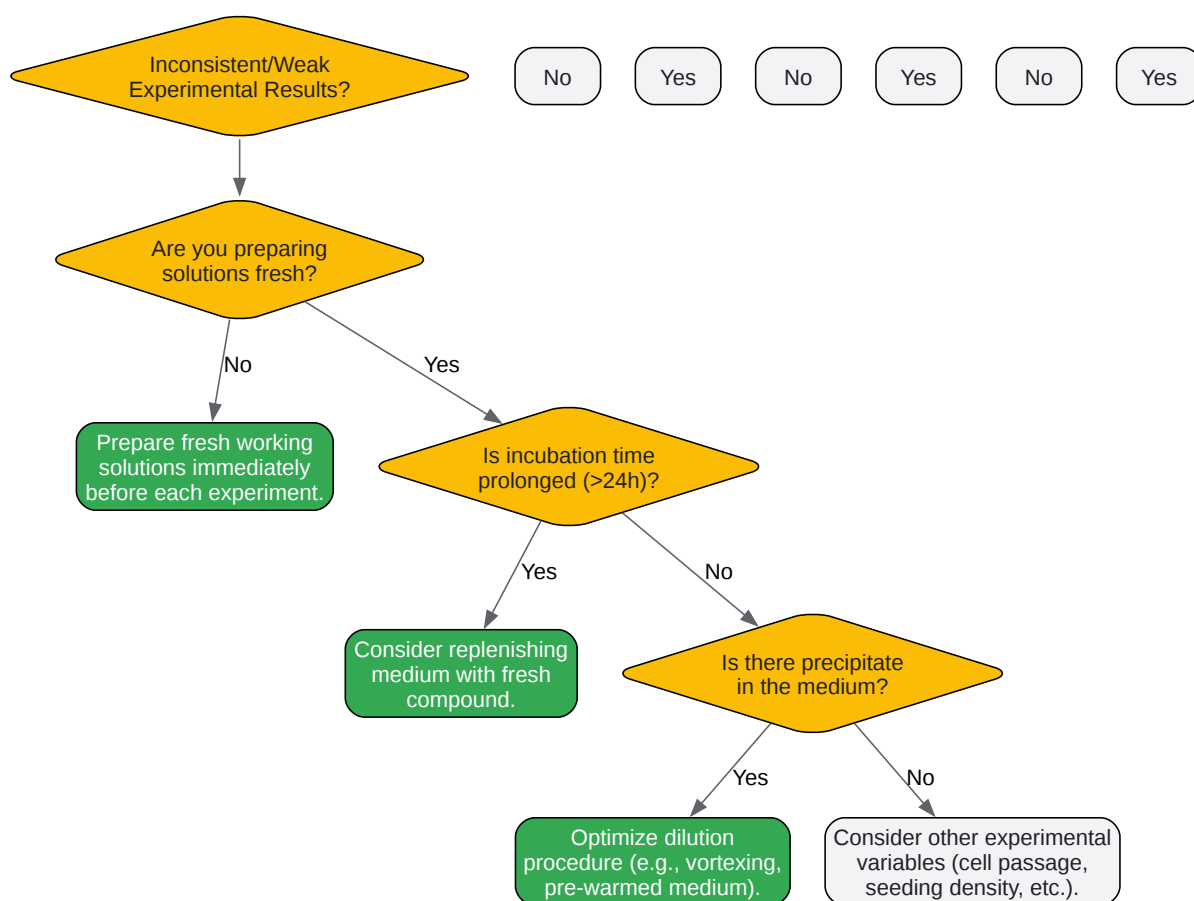 Inconsistent/Weak
Experimental Results?
No
Yes
No
Yes
No
Yes
Are you preparing
solutions fresh?
No
Yes
Prepare fresh working
solutions immediately
before each experiment.
Is incubation time
prolonged (>24h)?
Yes
No
Consider replenishing
medium with fresh
compound.
Is there precipitate
in the medium?
Yes
No
Optimize dilution
procedure (e.g., vortexing,
pre-warmed medium).
Consider other experimental
variables (cell passage,
seeding density, etc.).